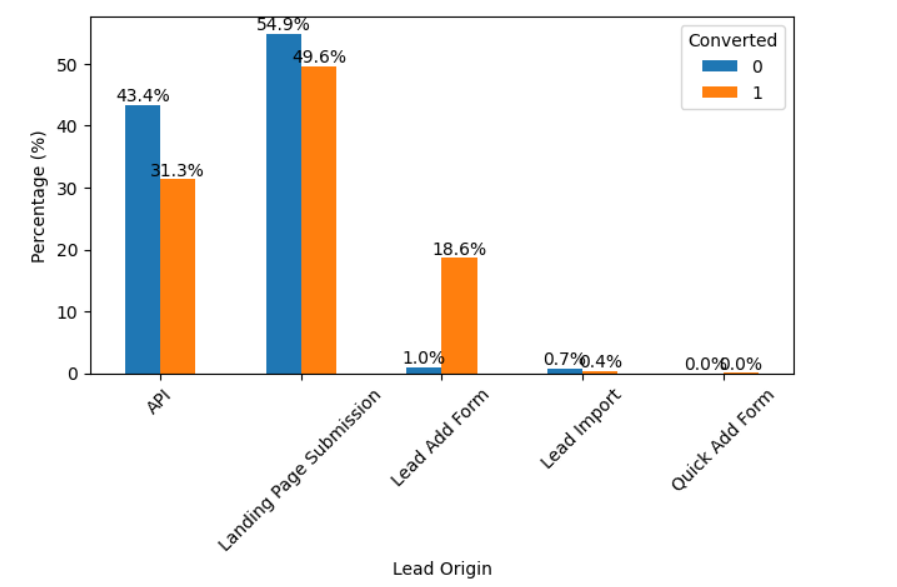 54.9%
49.6%
43.4%
31.3%
18.6%
1.0%
0.7%
0.4%
0.0%
0.0%
Converted
0
1
50
40
30
20
10
0
Percentage (%)
API
Landing Page Submission
Lead Add Form
Lead Import
Quick Add Form
Lead Origin